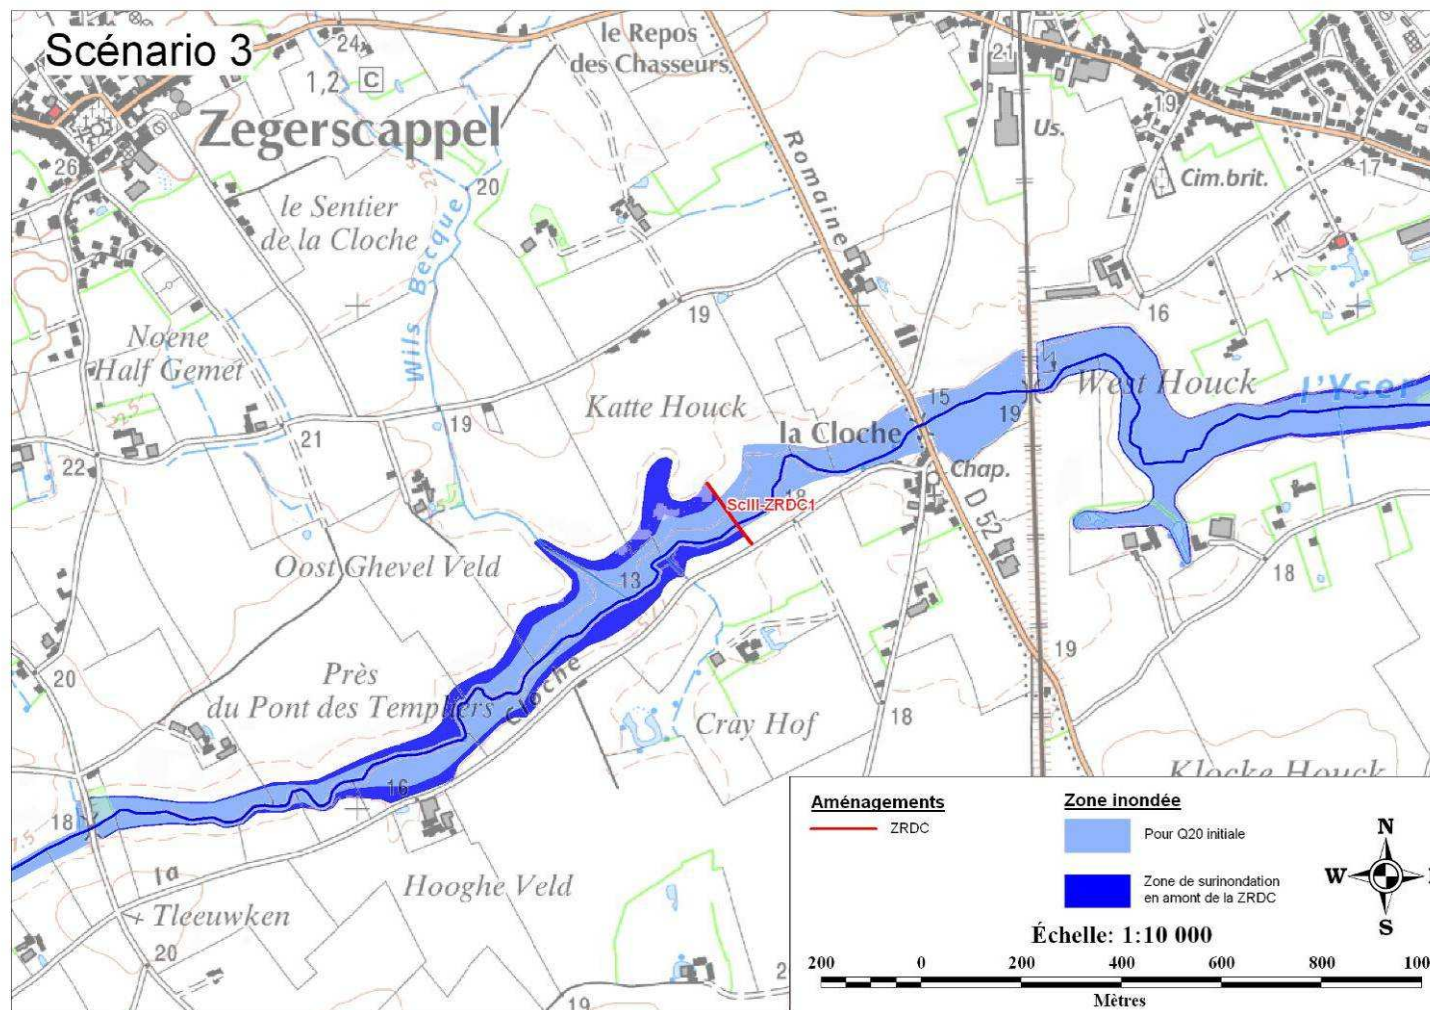 Scénario 3
24
1,2
C
le Repos
des Chasseurs
21
19
Us.
Zegerscappel
26
20
17
Cim.brit.
Romaine
le Sentier
de la Cloche
Wils Becque
19
16
Noene
Half Gemet
West Houck
l'Yser
Katte Houck
15
19
19
21
la Cloche
22
Chap.
18
ScIII-ZRDC1
D 52
Oost Ghevel Veld
13
18
20
19
Près
du Pont des Templiers
Cloche
Cray Hof
18
Klocke Houck
16
18
la
Hooghe Veld
Tleeuwken
20
19
Aménagements
ZRDC
Zone inondée
Pour Q20 initiale
Zone de surinondation
en amont de la ZRDC
N
W
S
Échelle: 1:10 000
200 0 200 400 600 800 100
Mètres